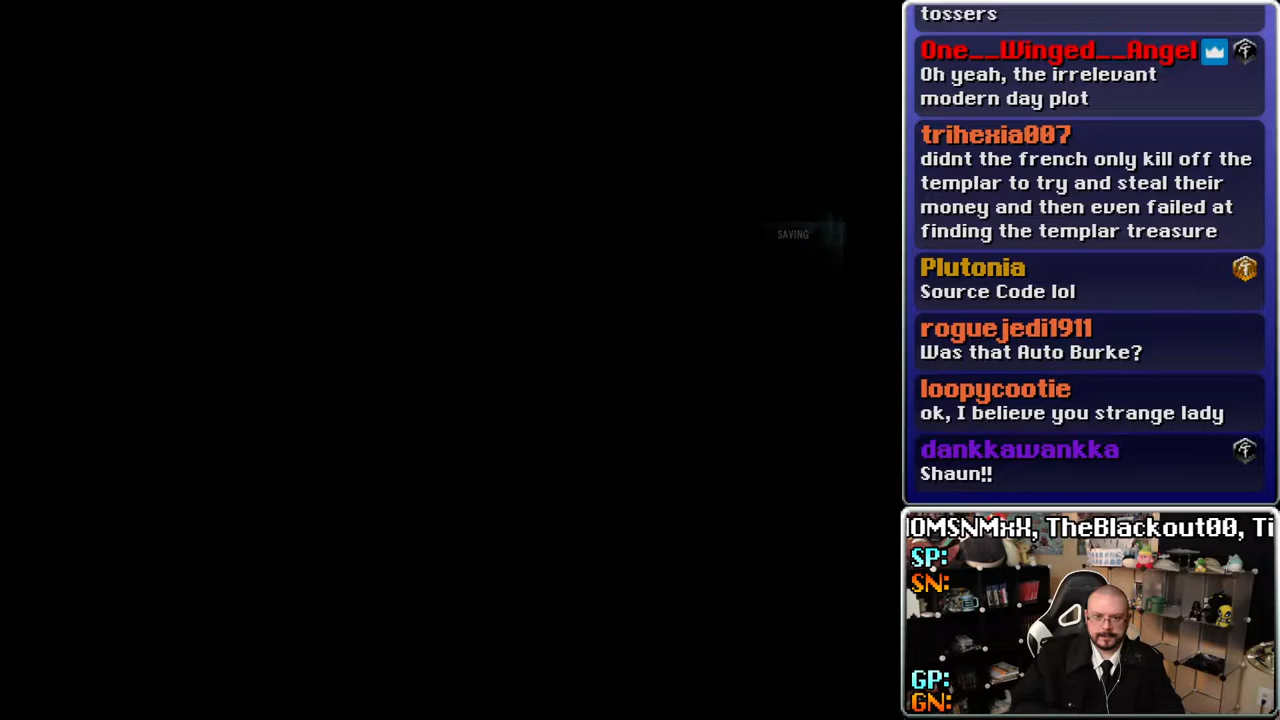 SAVING
tossers
One__Winged__Angel
Oh yeah, the irrelevant
modern day plot
trihexia007
didnt the french only kill off the
templar to try and steal their
money and then even failed at
finding the templar treasure
Plutonia
Source Code lol
roguejedi1911
Was that Auto Burke?
loopycootie
ok, I believe you strange lady
dankkawankka
Shaun!!
OMSNMxX, TheBlackout00, Ti
SP:
SN:
GP:
GN: